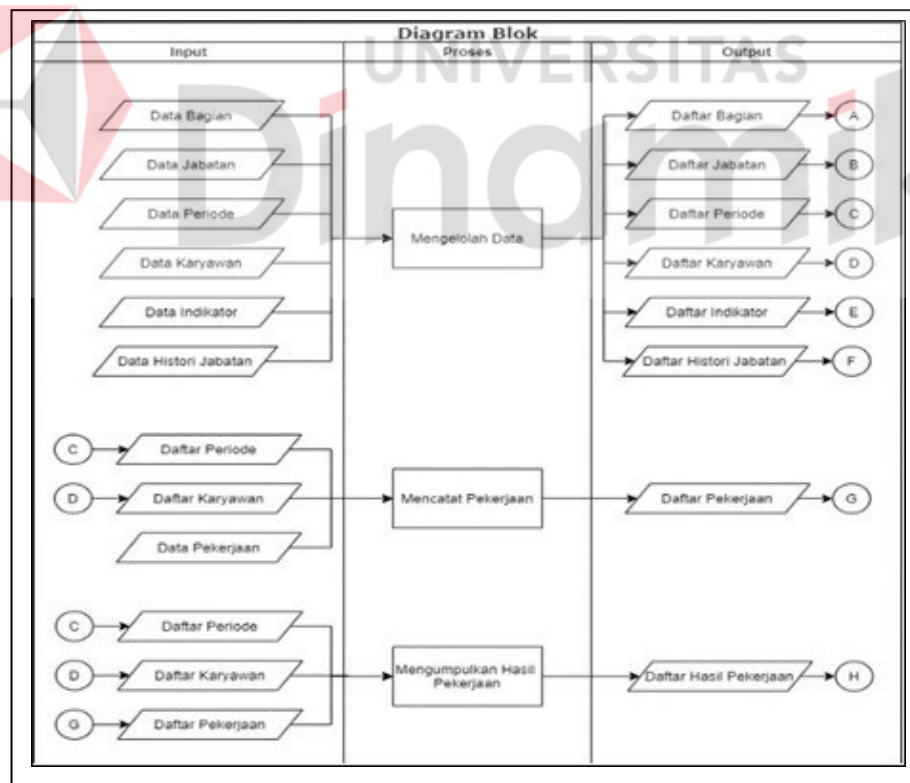 Diagram Blok
Input Proses Output
UNIVERSITAS
Dinamik
Data Bagian
Data Jabatan
Data Periode
Data Karyawan
Data Indikator
Data Histori Jabatan
Mengelolah Data
Daftar Bagian A
Daftar Jabatan B
Daftar Periode C
Daftar Karyawan D
Daftar Indikator E
Daftar Histori Jabatan F
C Daftar Periode
D Daftar Karyawan
Data Pekerjaan
Mencatat Pekerjaan
Daftar Pekerjaan G
C Daftar Periode
D Daftar Karyawan
G Daftar Pekerjaan
Mengumpulkan Hasil
Pekerjaan
Daftar Hasil Pekerjaan H